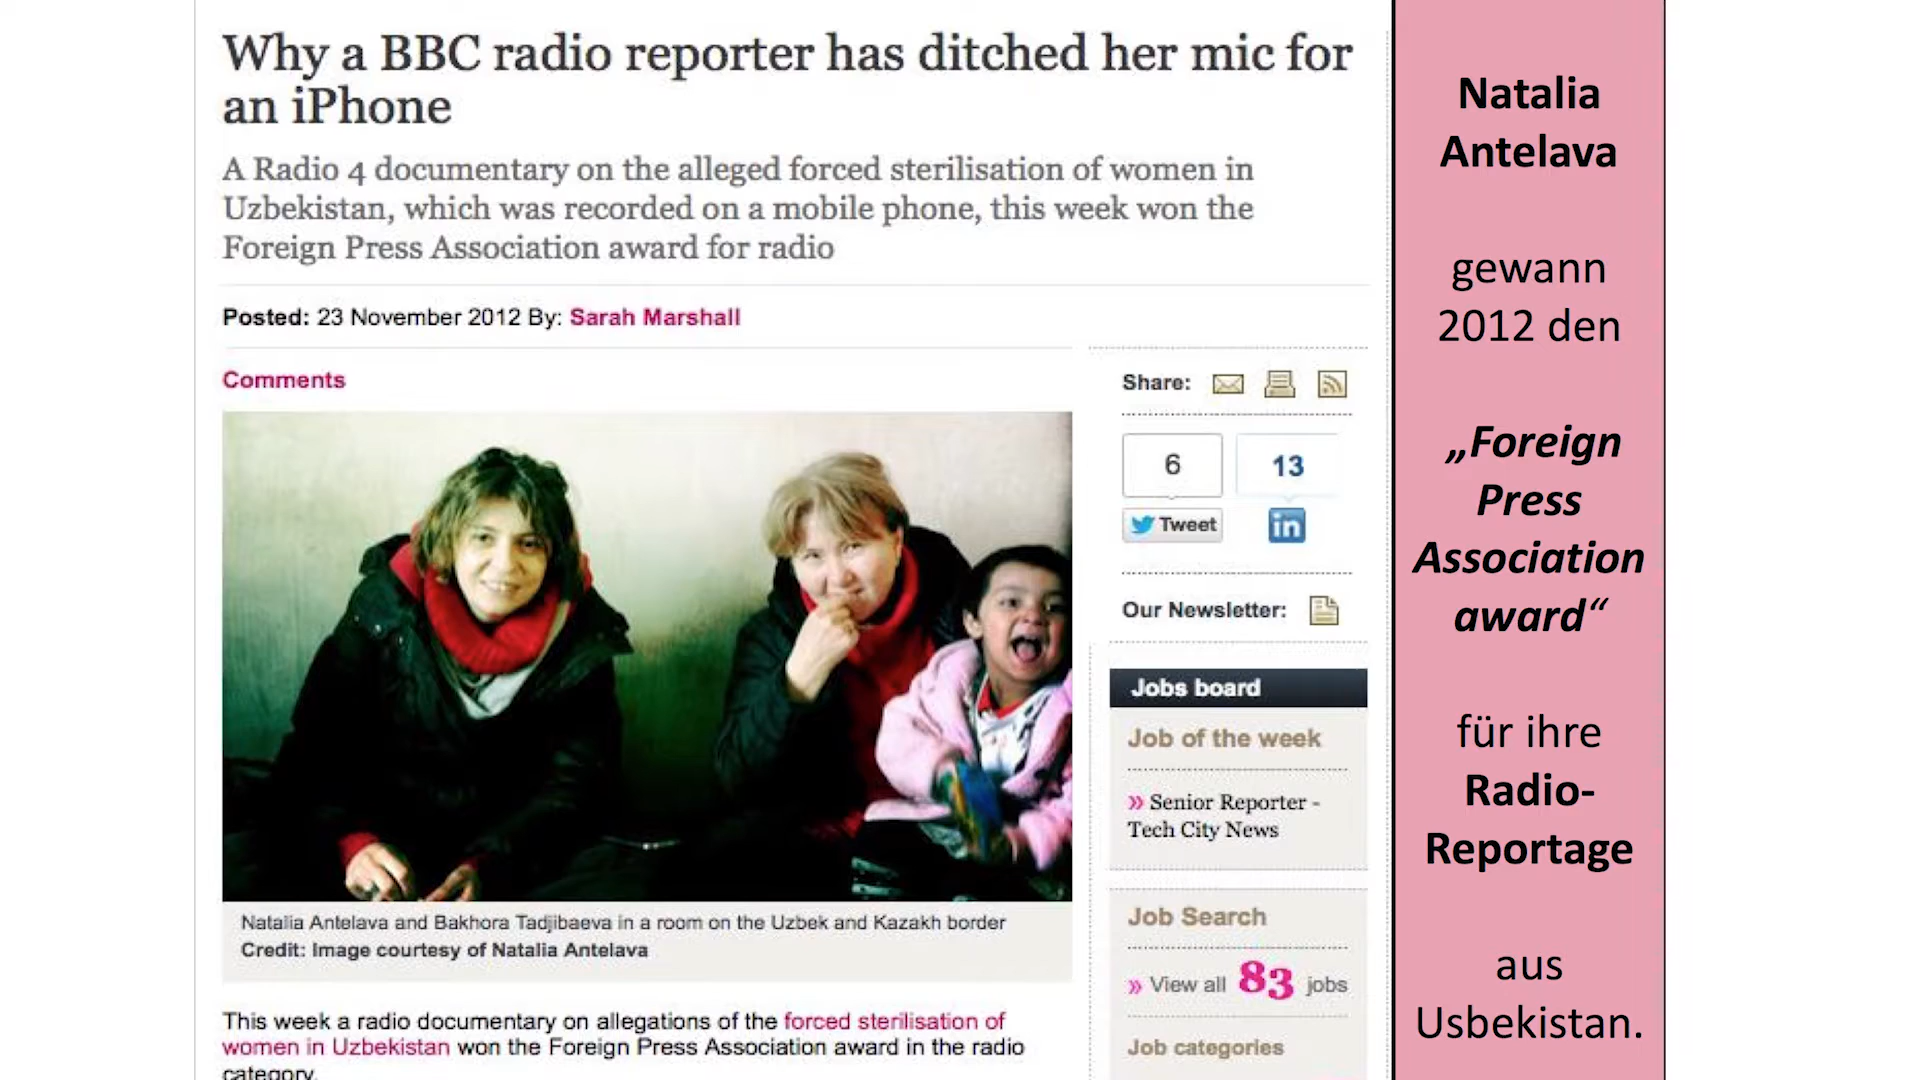 Why a BBC radio reporter has ditched her mic for
an iPhone
A Radio 4 documentary on the alleged forced sterilisation of women in
Uzbekistan, which was recorded on a mobile phone, this week won the
Foreign Press Association award for radio
Posted: 23 November 2012 By: Sarah Marshall
Comments
Natalia Antelava and Bakhora Tadjibaeva in a room on the Uzbek and Kazakh border
Credit: Image courtesy of Natalia Antelava
This week a radio documentary on allegations of the forced sterilisation of
women in Uzbekistan won the Foreign Press Association award in the radio
category.
Share:
6
13
Tweet
in
Our Newsletter:
Jobs board
Job of the week
» Senior Reporter -
Tech City News
Job Search
» View all 83 jobs
Job categories
Natalia
Antelava
gewann
2012 den
„Foreign
Press
Association
award“
für ihre
Radio-
Reportage
aus
Usbekistan.